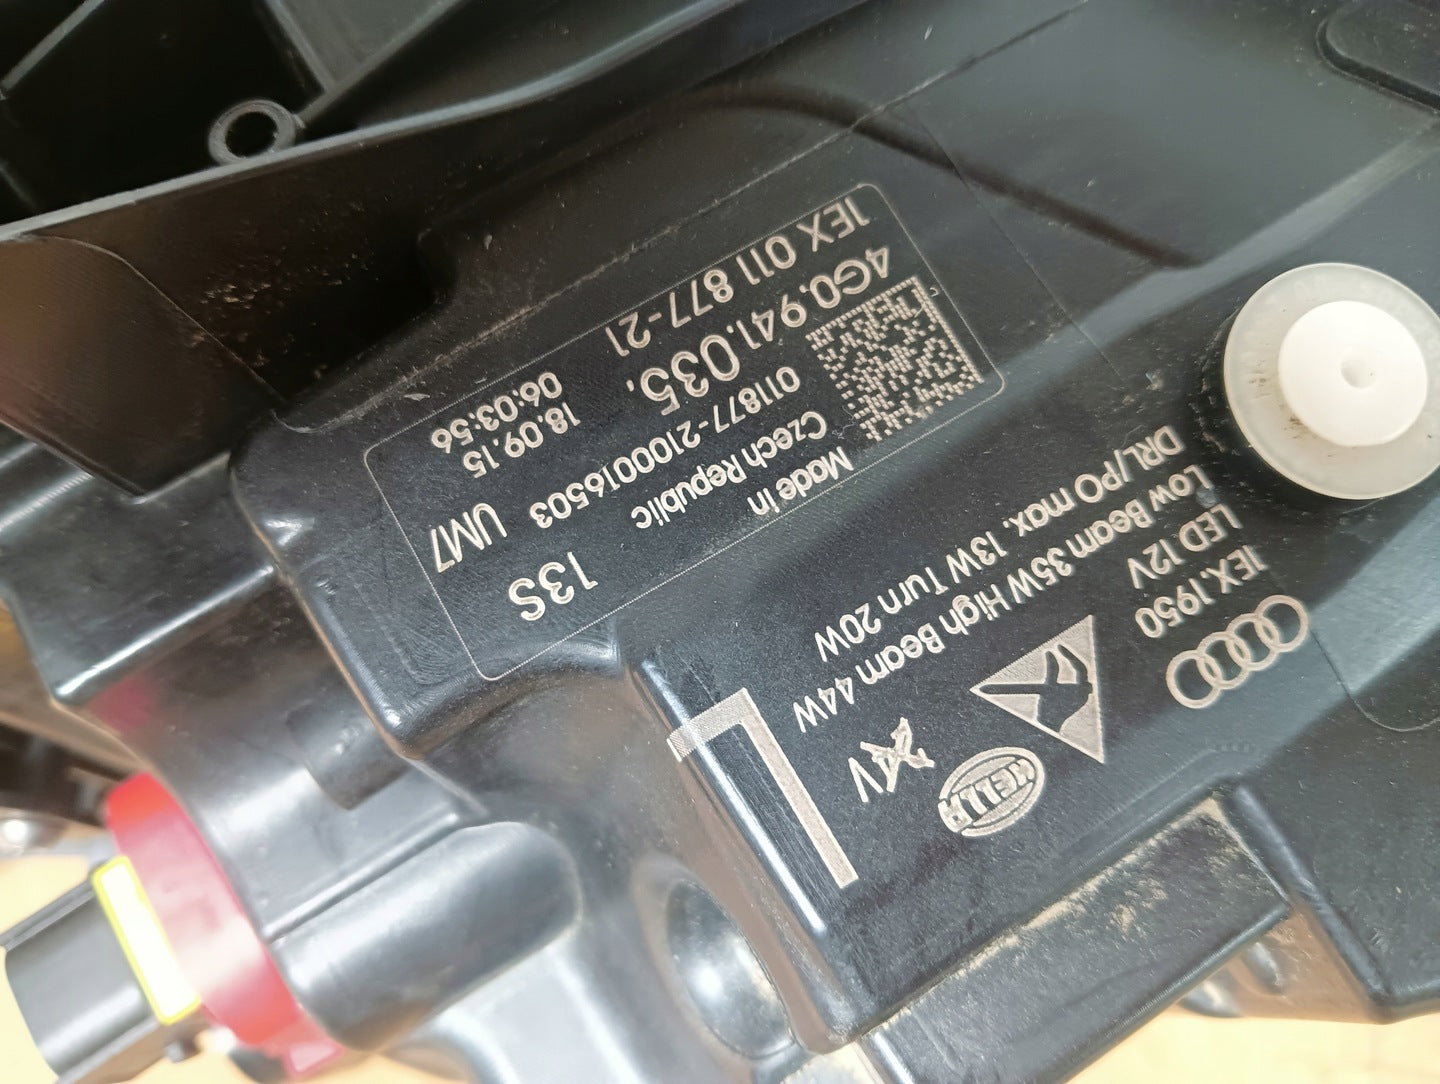 1EX 011 877-21
4G0.941.035.
18.09.15
06:03:56
011877-2100016503
UM7
Made in
Czech Republic
13S
1EX.1950
LED 12V
Low Beam 35W High Beam 44W
DRL/PO max. 13W Turn 20W
HELLA
L